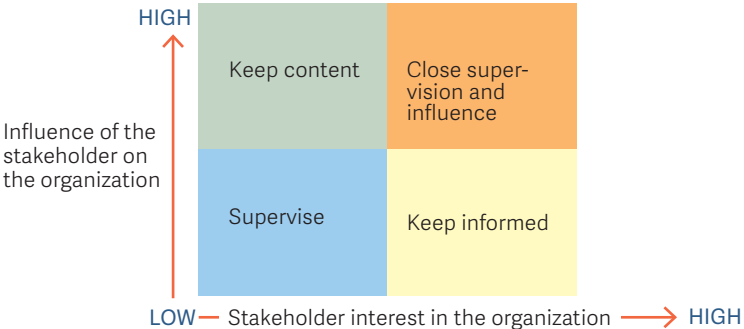 HIGH
Keep content
Close super-
vision and
influence
Influence of the
stakeholder on
the organization
Supervise
Keep informed
LOW
Stakeholder interest in the organization
HIGH